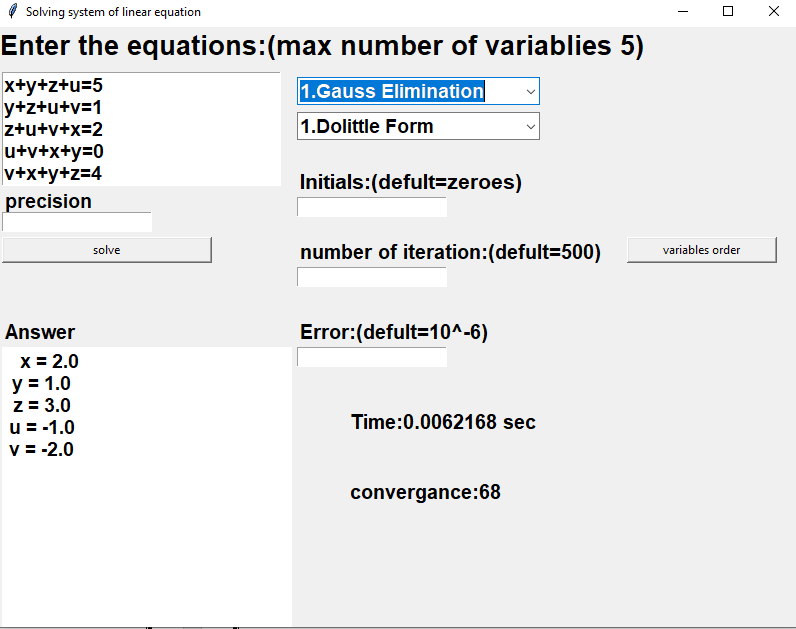 Solving system of linear equation
Enter the equations:(max number of variablies 5)
x+y+z+u=5
y+z+u+v=1
z+u+v+x=2
u+v+x+y=0
v+x+y+z=4
1.Gauss Elimination
1.Dolittle Form
precision
Initials:(defult=zeroes)
solve
number of iteration:(defult=500)
variables order
Answer
Error:(defult=10^-6)
x = 2.0
y = 1.0
z = 3.0
u = -1.0
v = -2.0
Time:0.0062168 sec
convergance:68